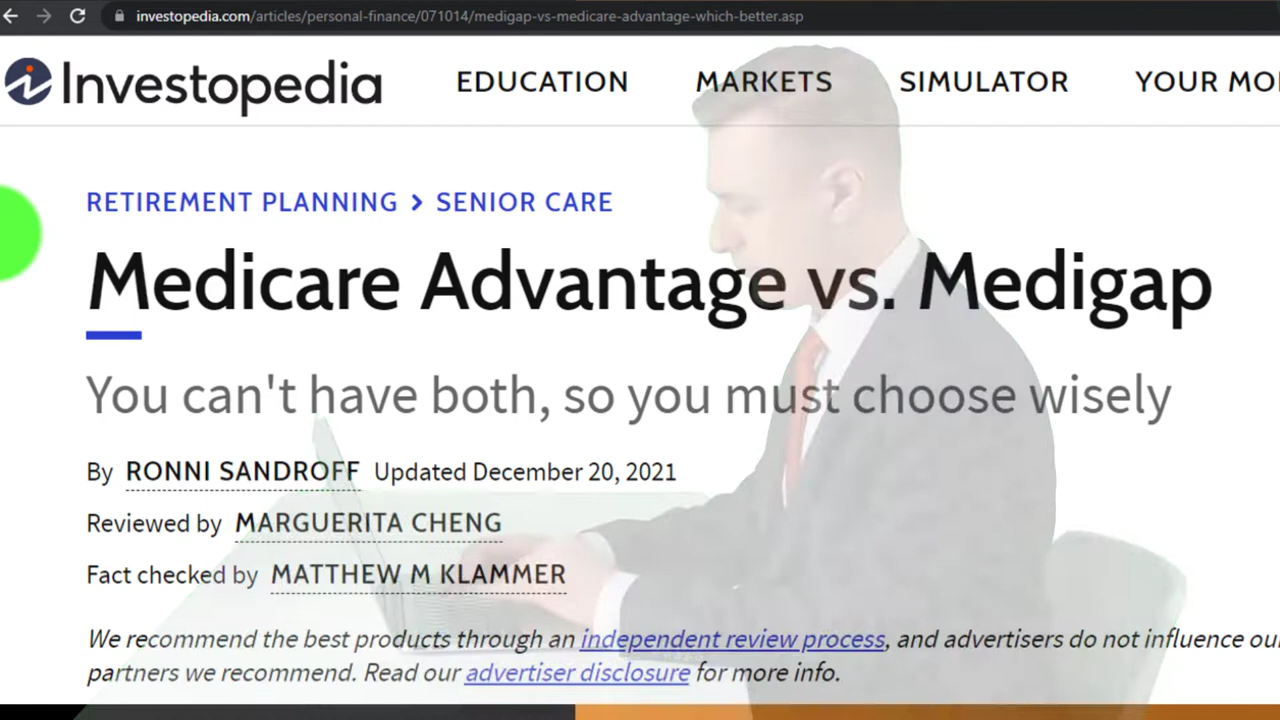 investopedia.com/articles/personal-finance/071014/medigap-vs-medicare-advantage-which-better.asp
Investopedia EDUCATION MARKETS SIMULATOR YOUR MO
RETIREMENT PLANNING > SENIOR CARE
Medicare Advantage vs. Medigap
You can't have both, so you must choose wisely
By RONNI SANDROFF Updated December 20, 2021
Reviewed by MARGUERITA CHENG
Fact checked by MATTHEW M KLAMMER
We recommend the best products through an independent review process, and advertisers do not influence ou
partners we recommend. Read our advertiser disclosure for more info.